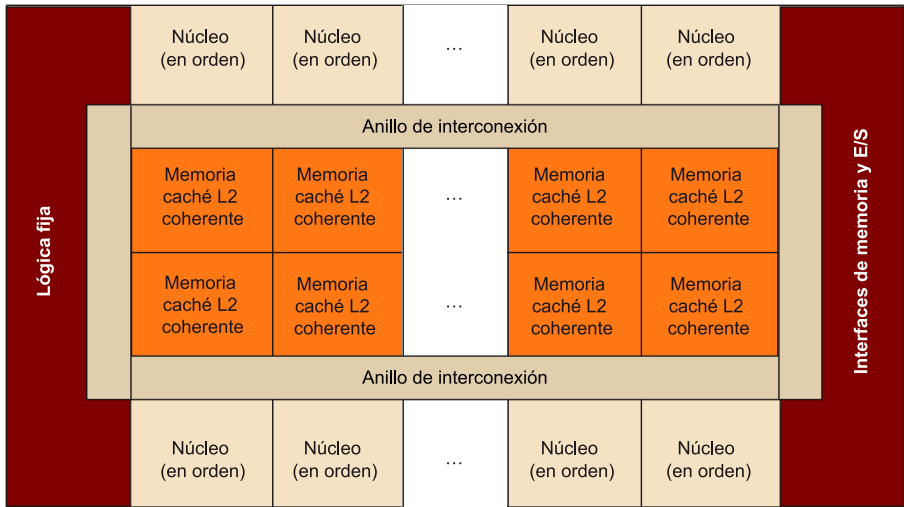 Núcleo
(en orden)
Núcleo
(en orden)
...
Núcleo
(en orden)
Núcleo
(en orden)
Anillo de interconexión
Lógica fija
Memoria
caché L2
coherente
Memoria
caché L2
coherente
...
Memoria
caché L2
coherente
Memoria
caché L2
coherente
Interfaces de memoria y E/S
Memoria
caché L2
coherente
Memoria
caché L2
coherente
...
Memoria
caché L2
coherente
Memoria
caché L2
coherente
Anillo de interconexión
Núcleo
(en orden)
Núcleo
(en orden)
...
Núcleo
(en orden)
Núcleo
(en orden)